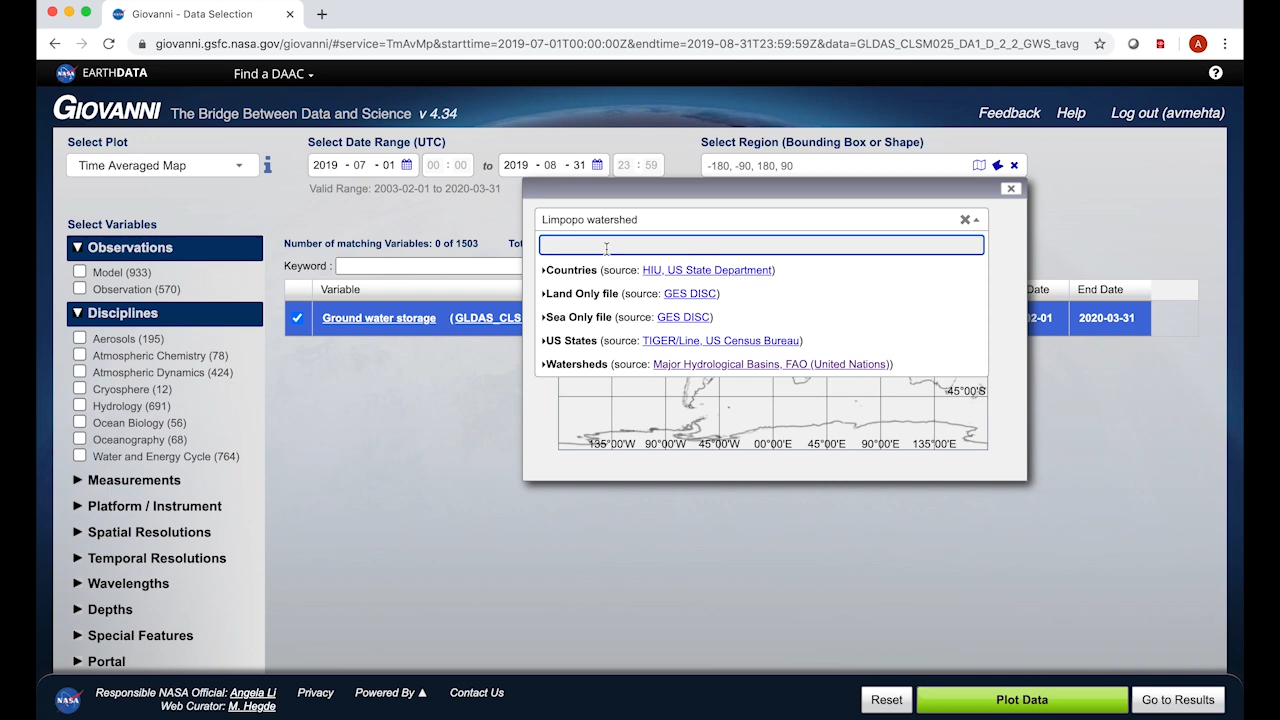 Giovanni - Data Selection
giovanni.gsfc.nasa.gov/giovanni/#service=TmAvMp&starttime=2019-07-01T00:00:00Z&endtime=2019-08-31T23:59:59Z&data=GLDAS_CLSM025_DA1_D_2_2_GWS_tavg
A
NASA EARTHDATA
Find a DAAC
GIOVANNI The Bridge Between Data and Science v 4.34
Feedback Help Log out (avmehta)
Select Plot
Select Date Range (UTC)
Select Region (Bounding Box or Shape)
Time Averaged Map
2019 - 07 - 01 00 : 00 to 2019 - 08 - 31 23 : 59
-180, -90, 180, 90
Valid Range: 2003-02-01 to 2020-03-31
Limpopo watershed
Countries (source: HIU, US State Department)
Land Only file (source: GES DISC)
Sea Only file (source: GES DISC)
US States (source: TIGER/Line, US Census Bureau)
Watersheds (source: Major Hydrological Basins, FAO (United Nations))
45°00'S
135°00'W 90°00'W 45°00'W 00°00'E 45°00'E 90°00'E 135°00'E
Select Variables
Observations
Model (933)
Observation (570)
Disciplines
Aerosols (195)
Atmospheric Chemistry (78)
Atmospheric Dynamics (424)
Cryosphere (12)
Hydrology (691)
Ocean Biology (56)
Oceanography (68)
Water and Energy Cycle (764)
Measurements
Platform / Instrument
Spatial Resolutions
Temporal Resolutions
Wavelengths
Depths
Special Features
Portal
Number of matching Variables: 0 of 1503
Keyword :
Variable
End Date
Ground water storage (GLDAS_CLS
2020-03-31
NASA
Responsible NASA Official: Angela Li
Web Curator: M. Hegde
Privacy
Powered By
Contact Us
Reset
Plot Data
Go to Results